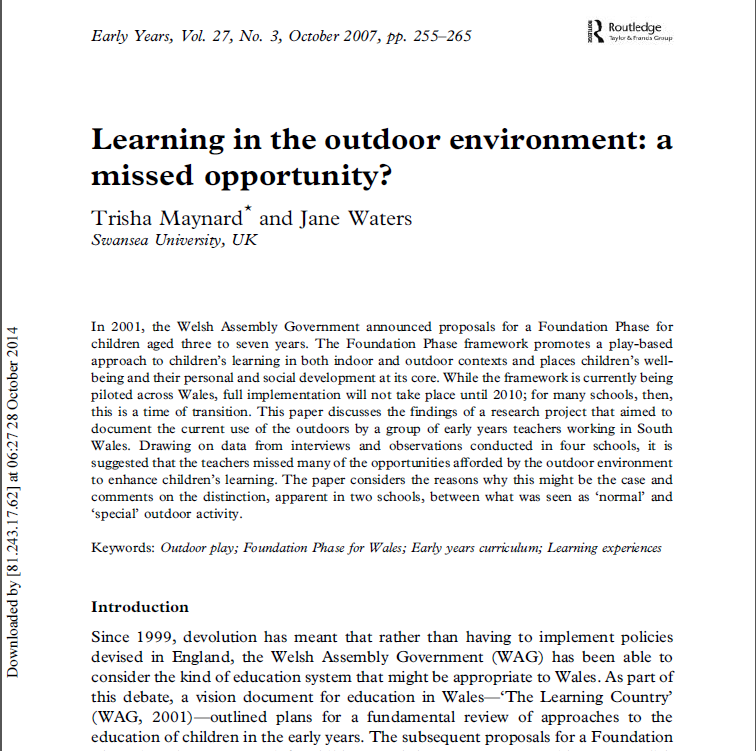 Early Years, Vol. 27, No. 3, October 2007, pp. 255–265
Routledge
Taylor & Francis Group
ROUTLEDGE
Learning in the outdoor environment: a
missed opportunity?
Trisha Maynard* and Jane Waters
Swansea University, UK
In 2001, the Welsh Assembly Government announced proposals for a Foundation Phase for
children aged three to seven years. The Foundation Phase framework promotes a play-based
approach to children's learning in both indoor and outdoor contexts and places children's well-
being and their personal and social development at its core. While the framework is currently being
piloted across Wales, full implementation will not take place until 2010; for many schools, then,
this is a time of transition. This paper discusses the findings of a research project that aimed to
document the current use of the outdoors by a group of early years teachers working in South
Wales. Drawing on data from interviews and observations conducted in four schools, it is
suggested that the teachers missed many of the opportunities afforded by the outdoor environment
to enhance children's learning. The paper considers the reasons why this might be the case and
comments on the distinction, apparent in two schools, between what was seen as 'normal' and
'special' outdoor activity.
Keywords: Outdoor play; Foundation Phase for Wales; Early years curriculum; Learning experiences
Introduction
Since 1999, devolution has meant that rather than having to implement policies
devised in England, the Welsh Assembly Government (WAG) has been able to
consider the kind of education system that might be appropriate to Wales. As part of
this debate, a vision document for education in Wales—'The Learning Country'
(WAG, 2001)—outlined plans for a fundamental review of approaches to the
education of children in the early years. The subsequent proposals for a Foundation
Downloaded by [81.243.17.62] at 06:27 28 October 2014